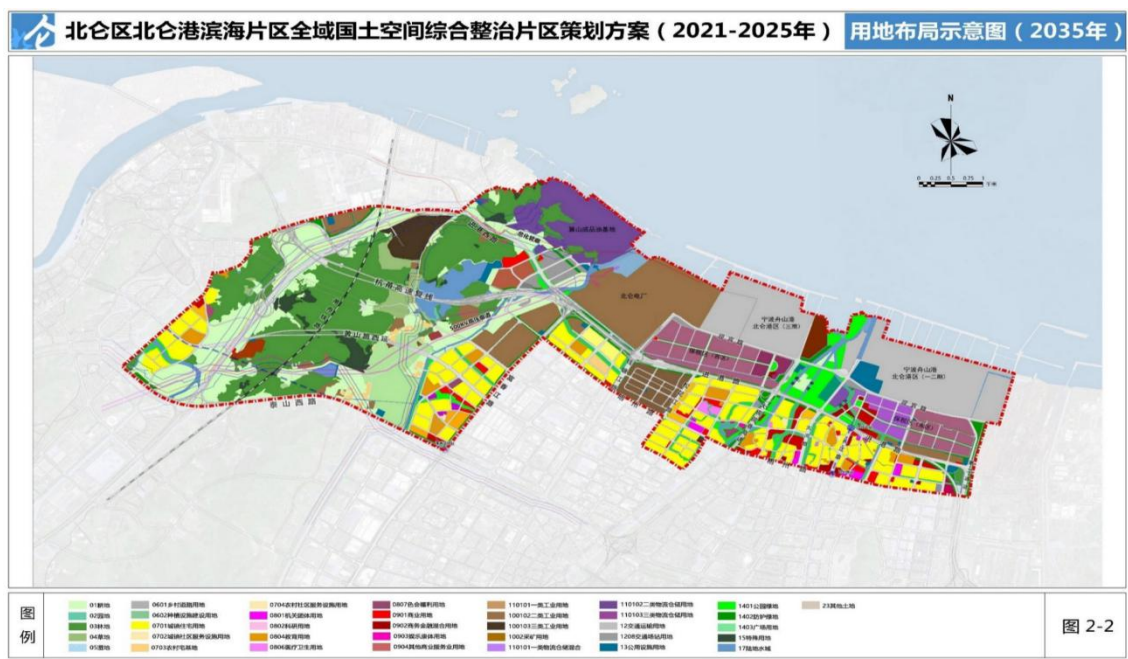 北仑区北仑港滨海片区全域国土空间综合整治片区策划方案（2021-2025年）
用地布局示意图（2035年）
N
0 0.25 0.5 0.75 1
北仑电厂
宁波舟山港
北仑港区（三期）
宁波舟山港
北仑港区（一二期）
泰山西路
图例
01耕地
02园地
03林地
04草地
05湿地
0601乡村道路用地
0602种植设施建设用地
0701城镇住宅用地
0702城镇社区服务设施用地
0703农村宅基地
0704农村社区服务设施用地
0801机关团体用地
0802科研用地
0804教育用地
0806医疗卫生用地
0807社会福利用地
0901商业用地
0902商务金融混合用地
0903娱乐康体用地
0904其他商业服务业用地
110101一类工业用地
100102二类工业用地
100103三类工业用地
1002采矿用地
110101一类物流仓储混合
110102二类物流仓储用地
110103三类物流仓储用地
12交通运输用地
1208交通场站用地
13公用设施用地
1401公园绿地
1402防护绿地
1403广场用地
15特殊用地
17陆地水域
23其他土地
图 2-2